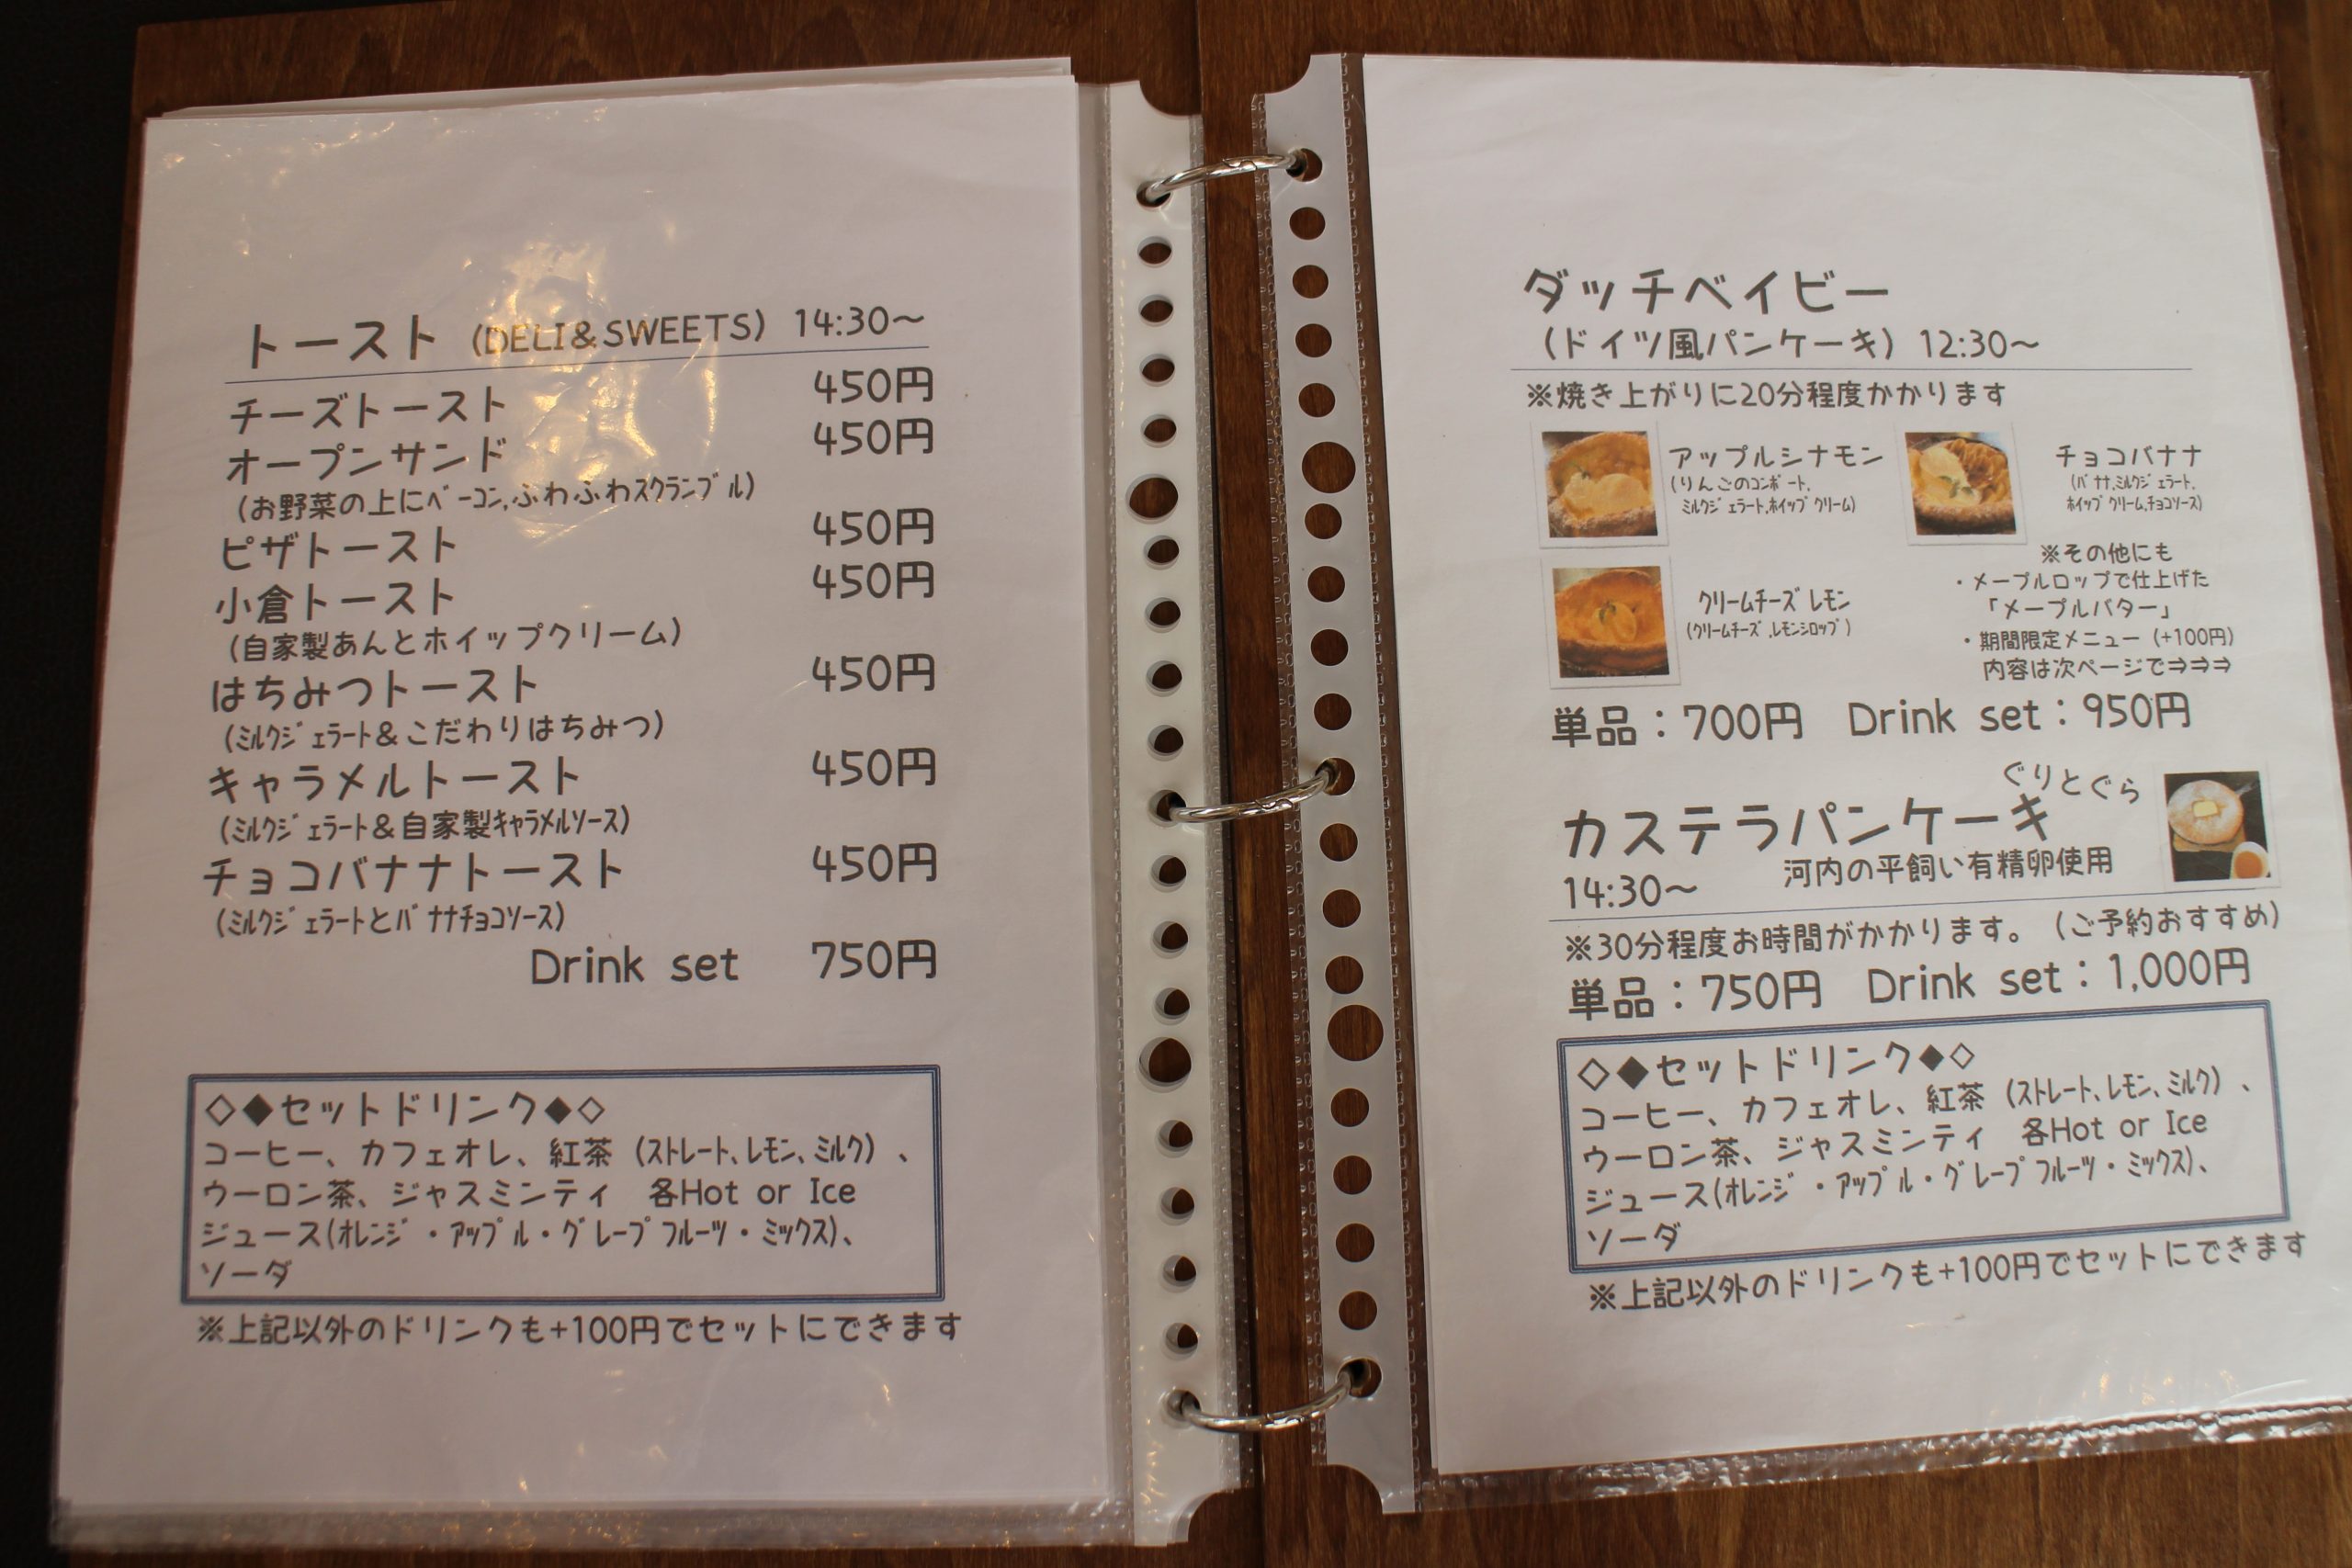 トースト (DELI&SWEETS) 14:30～
チーズトースト 450円
オープンサンド 450円
(お野菜の上にﾍﾞｰｺﾝ,ふわふわｽｸﾗﾝﾌﾞﾙ)
ピザトースト 450円
小倉トースト 450円
(自家製あんとホイップクリーム)
はちみつトースト 450円
(ﾐﾙｸｼﾞｪﾗｰﾄ&こだわりはちみつ)
キャラメルトースト 450円
(ﾐﾙｸｼﾞｪﾗｰﾄ&自家製ｷｬﾗﾒﾙｿｰｽ)
チョコバナナトースト 450円
(ﾐﾙｸｼﾞｪﾗｰﾄとﾊﾞﾅﾅﾁｮｺｿｰｽ)
Drink set 750円
◇◆セットドリンク◆◇
コーヒー、カフェオレ、紅茶 (ｽﾄﾚｰﾄ､ﾚﾓﾝ､ﾐﾙｸ) 、
ウーロン茶、ジャスミンティ 各Hot or Ice
ジュース(ｵﾚﾝｼﾞ・ｱｯﾌﾟﾙ・ｸﾞﾚｰﾌﾟﾌﾙｰﾂ・ﾐｯｸｽ)、
ソーダ
※上記以外のドリンクも+100円でセットにできます
ダッチベイビー
(ドイツ風パンケーキ) 12:30～
※焼き上がりに20分程度かかります
アップルシナモン
(りんごのｺﾝﾎﾟｰﾄ,
ﾐﾙｸｼﾞｪﾗｰﾄ,ﾎｲｯﾌﾟｸﾘｰﾑ)
チョコバナナ
(ﾊﾞﾅﾅ,ﾐﾙｸｼﾞｪﾗｰﾄ,
ﾎｲｯﾌﾟｸﾘｰﾑ,ﾁｮｺｿｰｽ)
ｸﾘｰﾑﾁｰｽﾞﾚﾓﾝ
(ｸﾘｰﾑﾁｰｽﾞ,ﾚﾓﾝｼﾛｯﾌﾟ)
※その他にも
・メープルロップで仕上げた
「メープルバター」
・期間限定メニュー (+100円)
内容は次ページで⇒⇒⇒
単品：700円 Drink set：950円
ぐりとぐら
カステラパンケーキ
14:30～ 河内の平飼い有精卵使用
※30分程度お時間がかかります。(ご予約おすすめ)
単品：750円 Drink set：1,000円
◇◆セットドリンク◆◇
コーヒー、カフェオレ、紅茶 (ｽﾄﾚｰﾄ､ﾚﾓﾝ､ﾐﾙｸ) 、
ウーロン茶、ジャスミンティ 各Hot or Ice
ジュース(ｵﾚﾝｼﾞ・ｱｯﾌﾟﾙ・ｸﾞﾚｰﾌﾟﾌﾙｰﾂ・ﾐｯｸｽ)、
ソーダ
※上記以外のドリンクも+100円でセットにできます